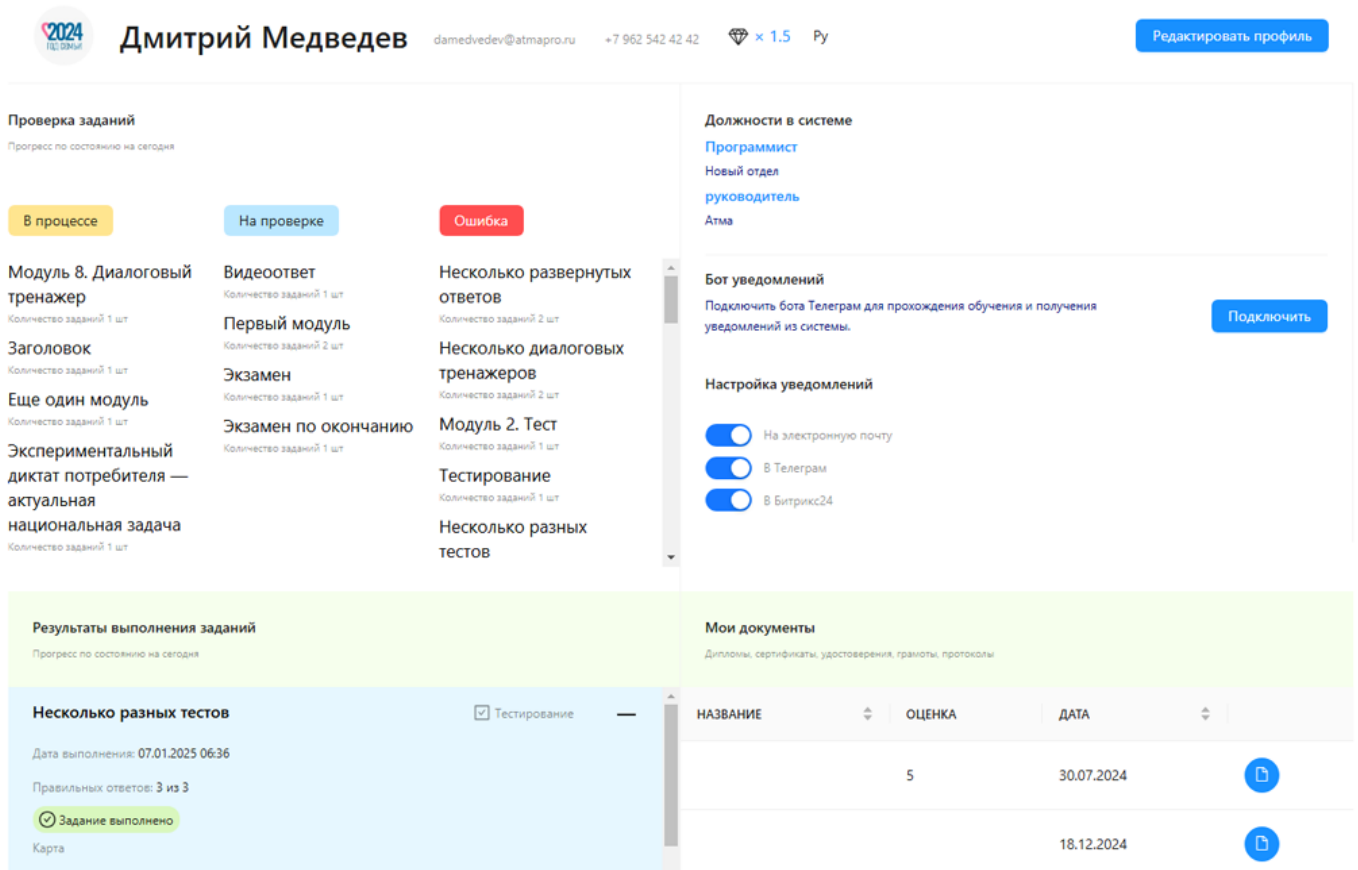 2024
ГОД СЕМЬИ
Дмитрий Медведев
damedvedev@atmapro.ru
+7 962 542 42 42
× 1.5
Ру
Редактировать профиль
Проверка заданий
Прогресс по состоянию на сегодня
В процессе
Модуль 8. Диалоговый
тренажер
Количество заданий 1 шт
Заголовок
Количество заданий 1 шт
Еще один модуль
Количество заданий 1 шт
Экспериментальный
диктат потребителя —
актуальная
национальная задача
Количество заданий 1 шт
На проверке
Видеоответ
Количество заданий 1 шт
Первый модуль
Количество заданий 2 шт
Экзамен
Количество заданий 1 шт
Экзамен по окончанию
Количество заданий 1 шт
Ошибка
Несколько развернутых
ответов
Количество заданий 2 шт
Несколько диалоговых
тренажеров
Количество заданий 2 шт
Модуль 2. Тест
Количество заданий 1 шт
Тестирование
Количество заданий 1 шт
Несколько разных
тестов
Должности в системе
Программист
Новый отдел
руководитель
Атма
Бот уведомлений
Подключить бота Телеграм для прохождения обучения и получения
уведомлений из системы.
Подключить
Настройка уведомлений
На электронную почту
В Телеграм
В Битрикс24
Результаты выполнения заданий
Прогресс по состоянию на сегодня
Несколько разных тестов
Тестирование
Дата выполнения: 07.01.2025 06:36
Правильных ответов: 3 из 3
Задание выполнено
Карта
Мои документы
Дипломы, сертификаты, удостоверения, грамоты, протоколы
НАЗВАНИЕ
ОЦЕНКА
ДАТА
5
30.07.2024
18.12.2024